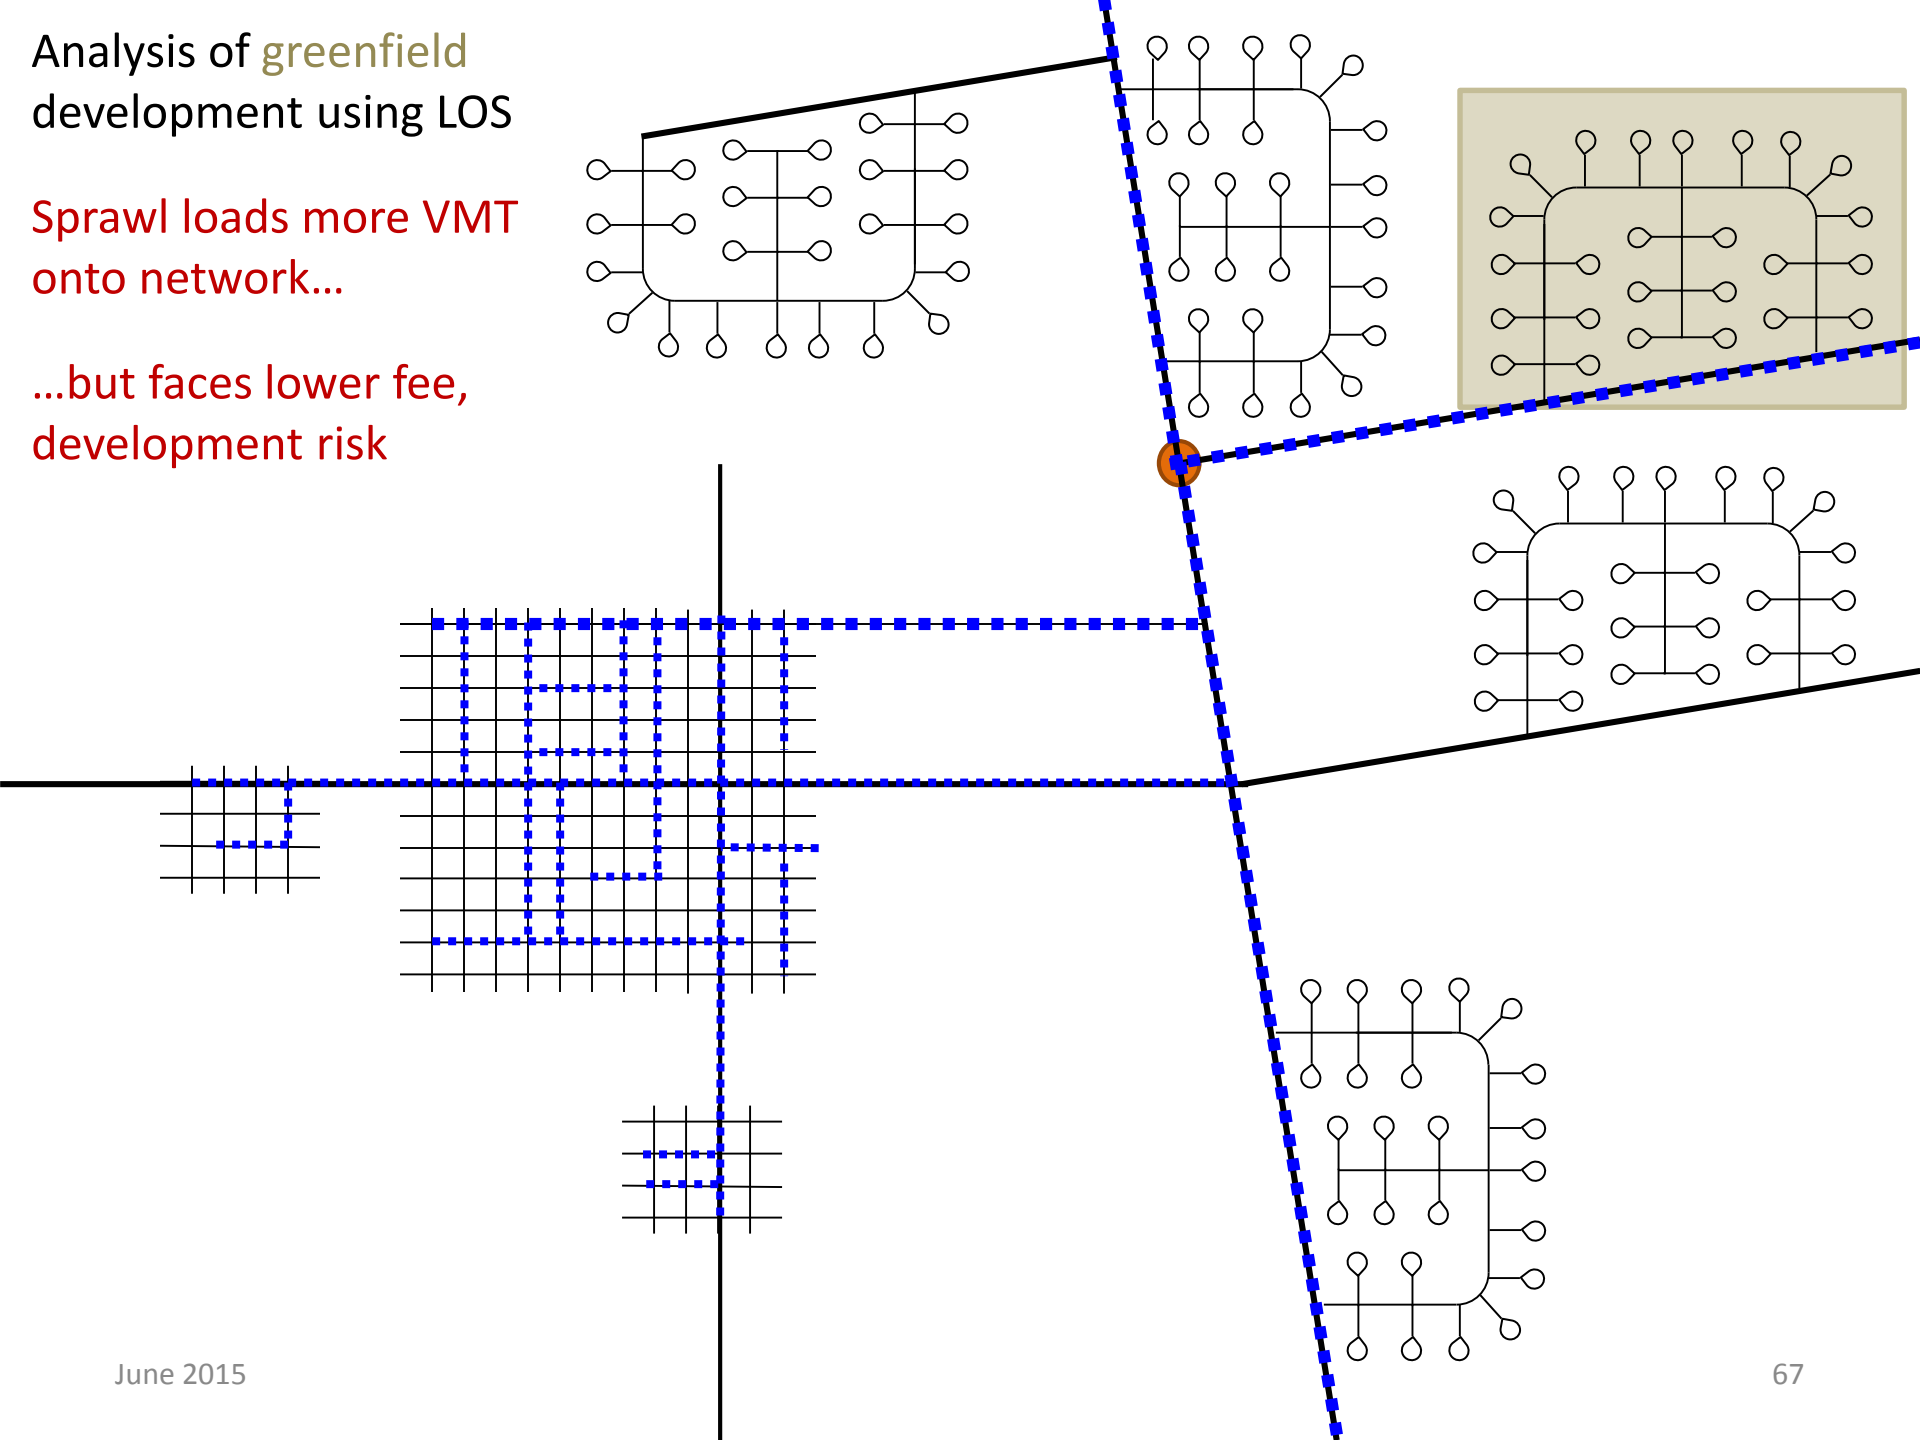 Analysis of greenfield
development using LOS
Sprawl loads more VMT
onto network…
…but faces lower fee,
development risk
June 2015
67